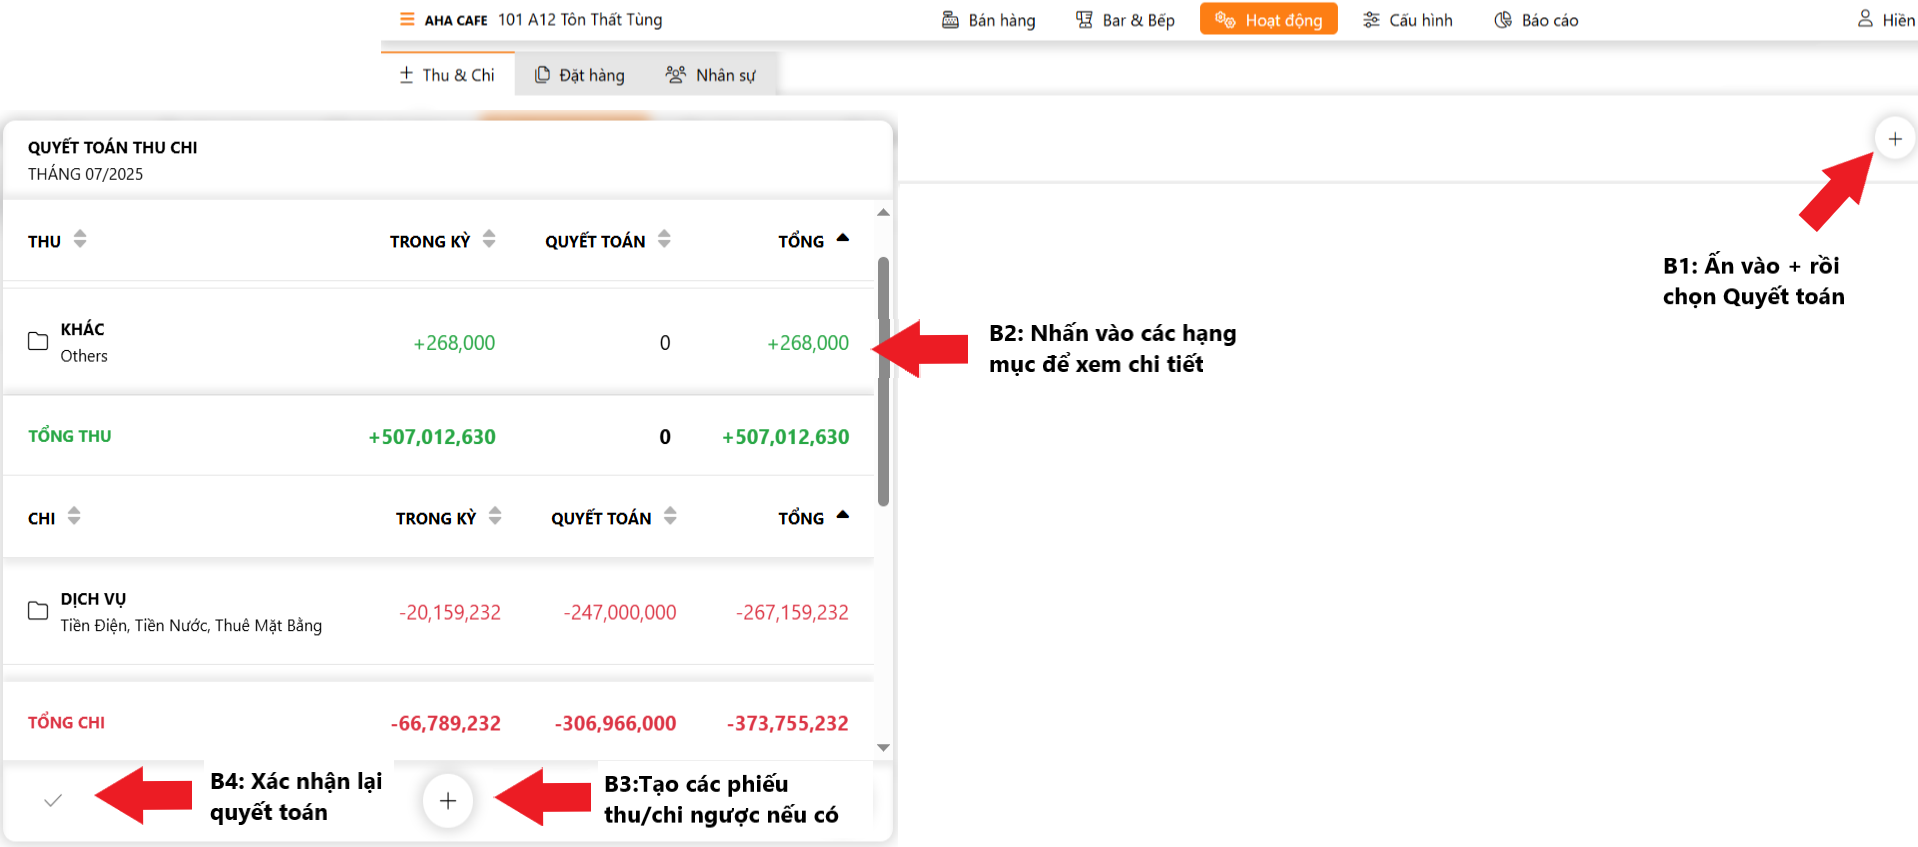 AHA CAFE 101 A12 Tôn Thất Tùng
Bán hàng
Bar & Bếp
Hoạt động
Cấu hình
Báo cáo
Hiền
Thu & Chi
Đặt hàng
Nhân sự
QUYẾT TOÁN THU CHI
THÁNG 07/2025
THU TRONG KỲ QUYẾT TOÁN TỔNG
KHÁC
Others
+268,000 0 +268,000
TỔNG THU +507,012,630 0 +507,012,630
CHI TRONG KỲ QUYẾT TOÁN TỔNG
DỊCH VỤ
Tiền Điện, Tiền Nước, Thuê Mặt Bằng
-20,159,232 -247,000,000 -267,159,232
TỔNG CHI -66,789,232 -306,966,000 -373,755,232
B1: Ấn vào + rồi
chọn Quyết toán
B2: Nhấn vào các hạng
mục để xem chi tiết
B4: Xác nhận lại
quyết toán
B3:Tạo các phiếu
thu/chi ngược nếu có